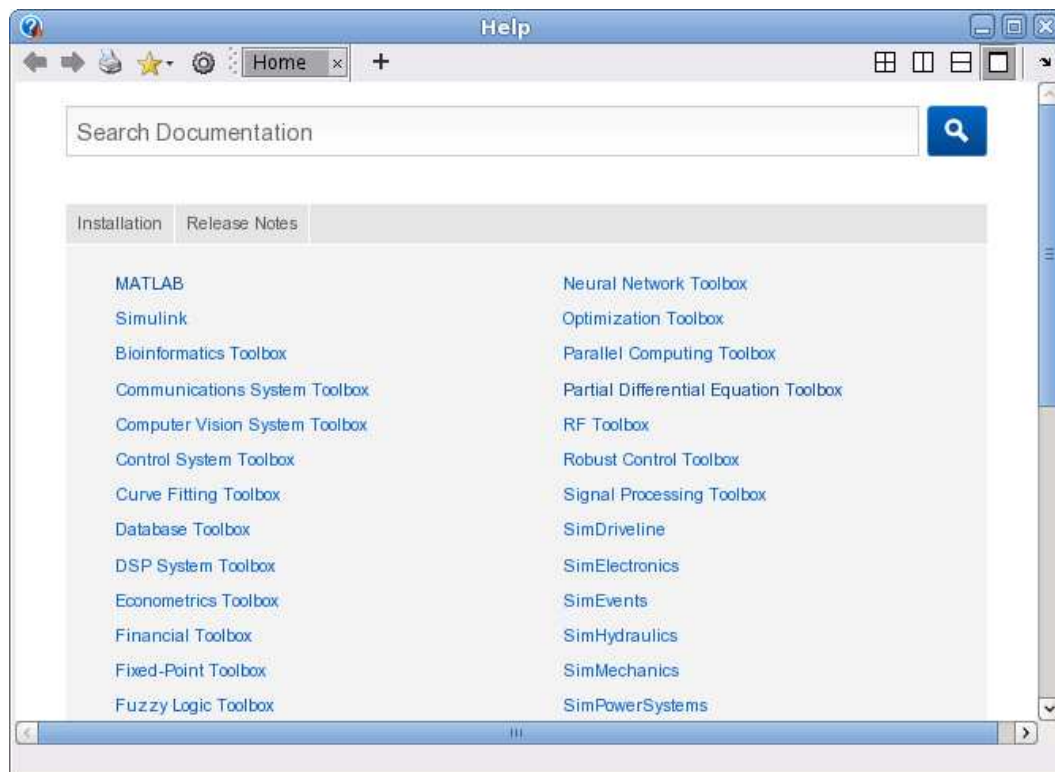 Help
Home
Search Documentation
Installation
Release Notes
MATLAB
Simulink
Bioinformatics Toolbox
Communications System Toolbox
Computer Vision System Toolbox
Control System Toolbox
Curve Fitting Toolbox
Database Toolbox
DSP System Toolbox
Econometrics Toolbox
Financial Toolbox
Fixed-Point Toolbox
Fuzzy Logic Toolbox
Neural Network Toolbox
Optimization Toolbox
Parallel Computing Toolbox
Partial Differential Equation Toolbox
RF Toolbox
Robust Control Toolbox
Signal Processing Toolbox
SimDriveline
SimElectronics
SimEvents
SimHydraulics
SimMechanics
SimPowerSystems